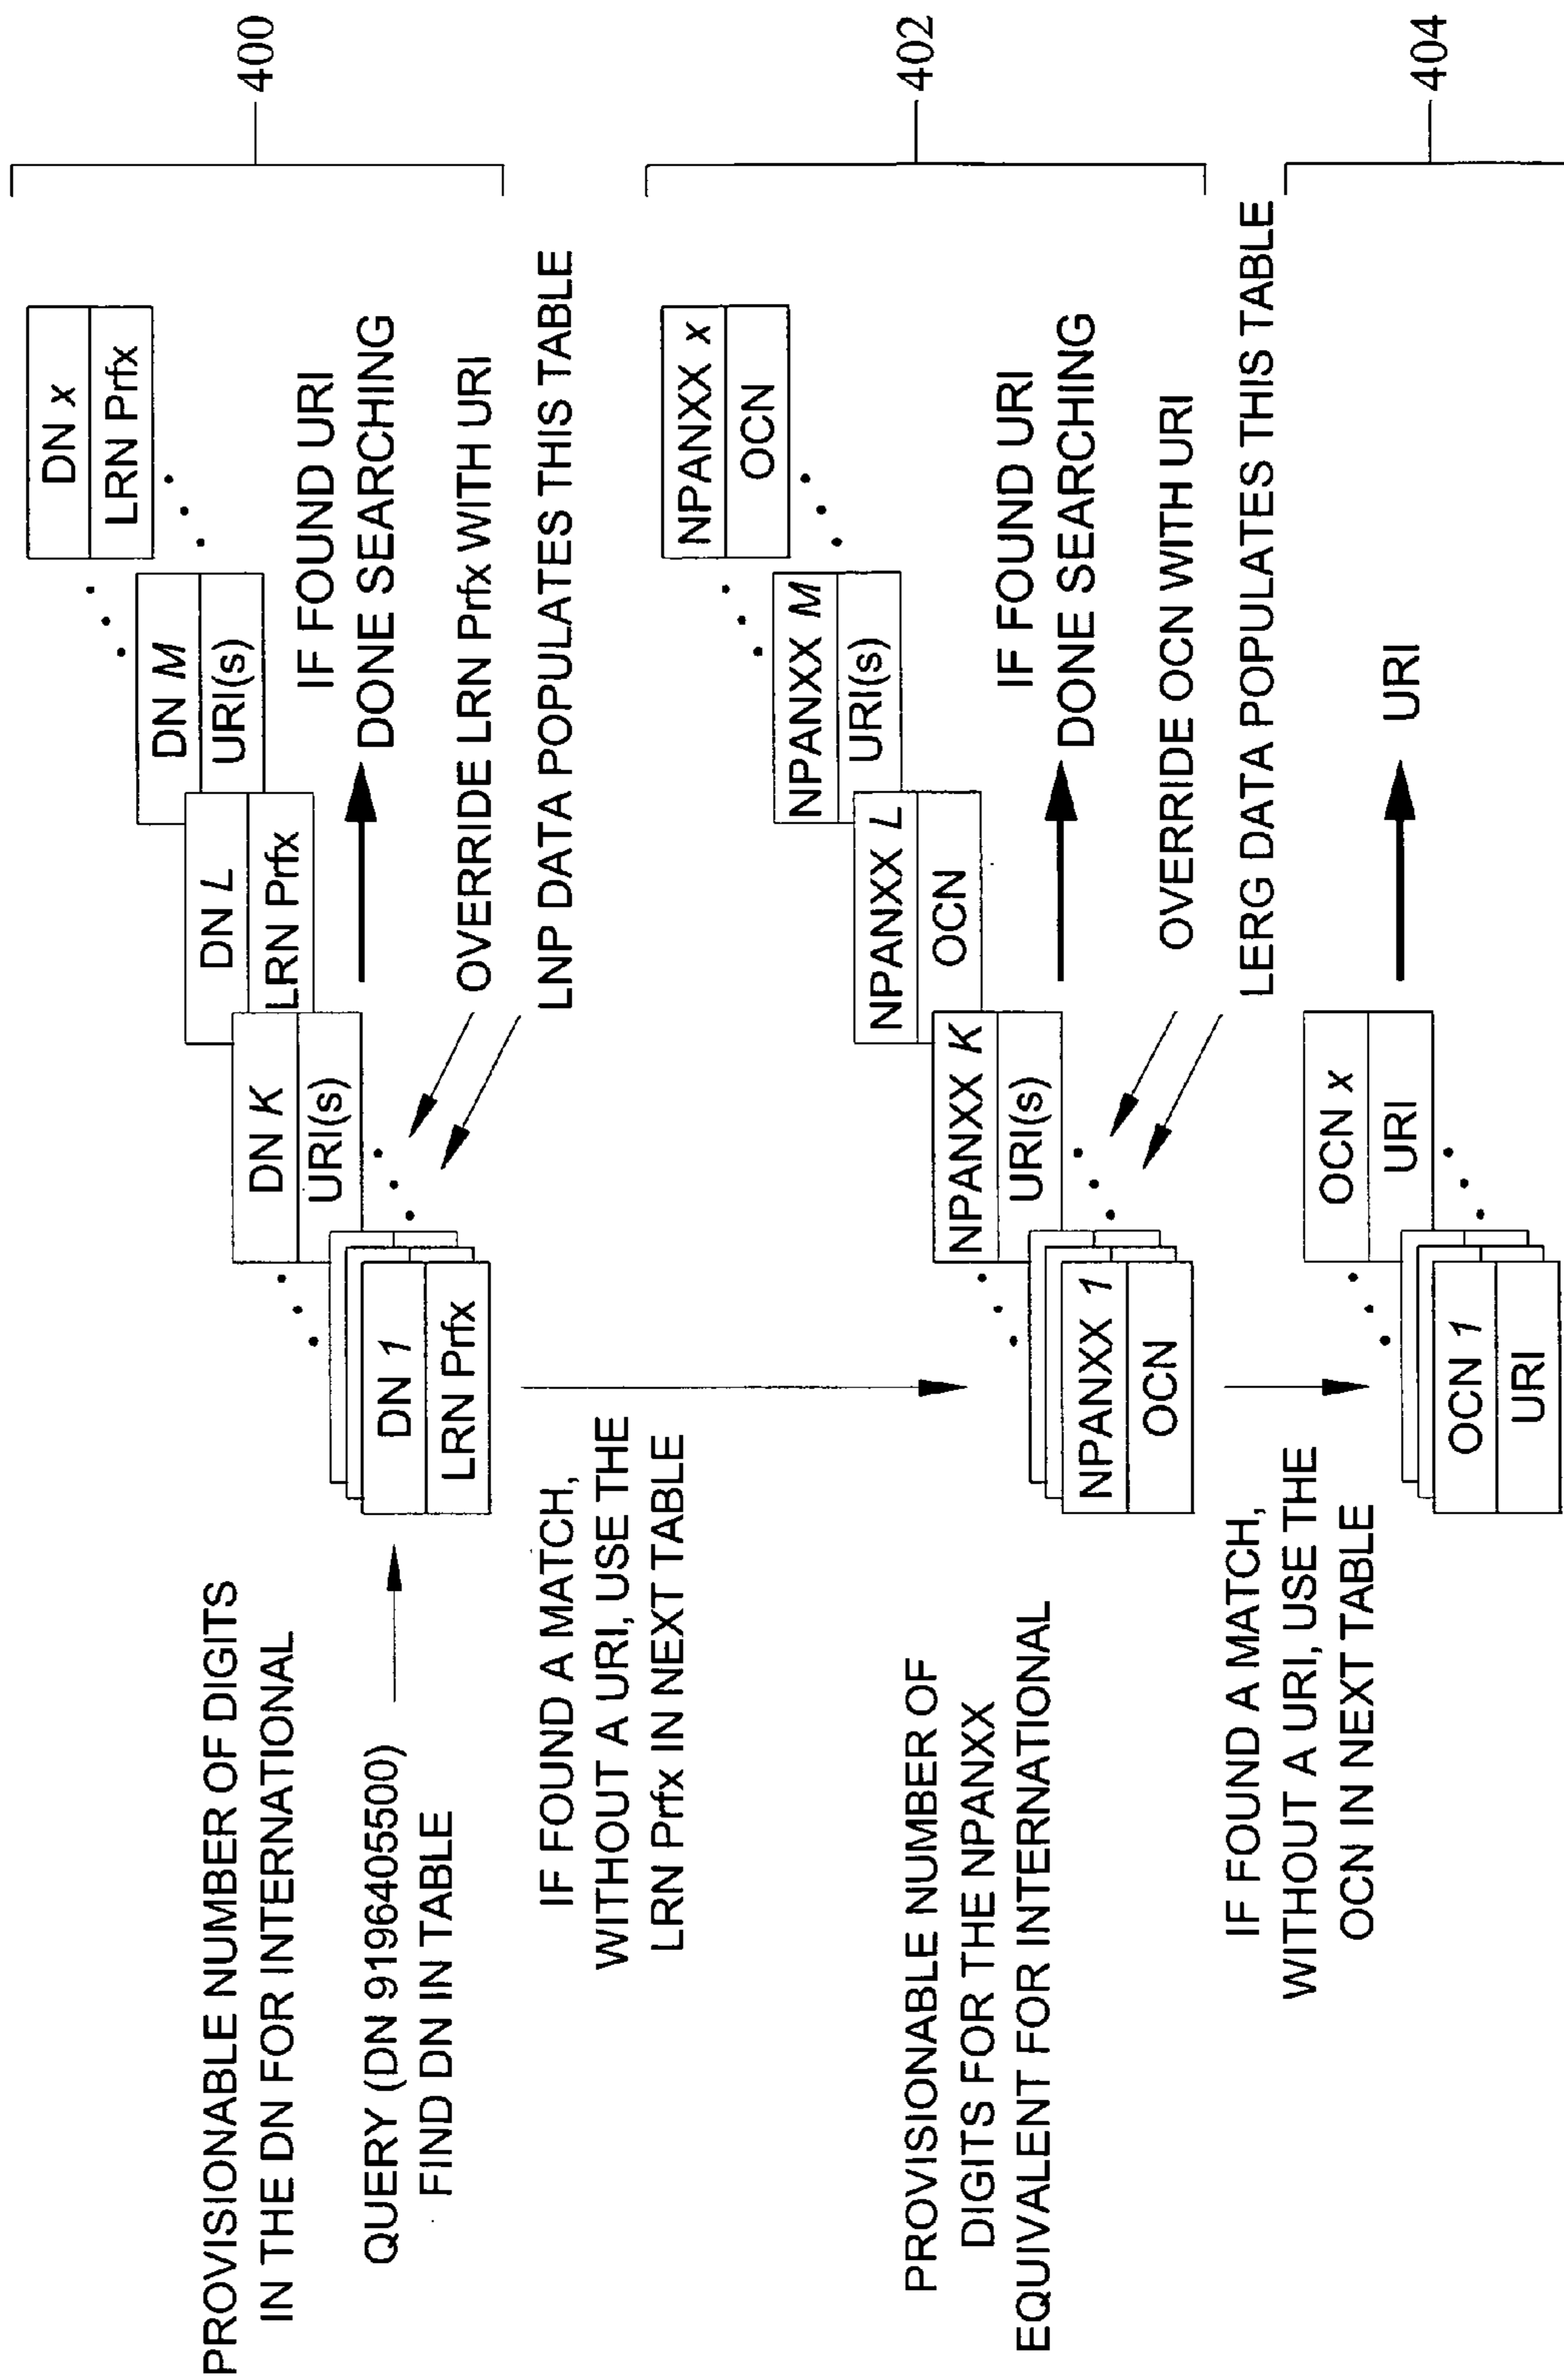 PROVISIONABLE NUMBER OF DIGITS
IN THE DN FOR INTERNATIONAL
QUERY (DN 9196405500)
FIND DN IN TABLE
DN 1
LRN Prfx
DN K
URI(s)
DN L
LRN Prfx
DN M
URI(s)
DN x
LRN Prfx
IF FOUND URI
DONE SEARCHING
OVERRIDE LRN Prfx WITH URI
LNP DATA POPULATES THIS TABLE
400
IF FOUND A MATCH,
WITHOUT A URI, USE THE
LRN Prfx IN NEXT TABLE
PROVISIONABLE NUMBER OF
DIGITS FOR THE NPANXX
EQUIVALENT FOR INTERNATIONAL
NPANXX 1
OCN
NPANXX K
URI(s)
NPANXX L
OCN
NPANXX M
URI(s)
NPANXX x
OCN
IF FOUND URI
DONE SEARCHING
OVERRIDE OCN WITH URI
LERG DATA POPULATES THIS TABLE
402
IF FOUND A MATCH,
WITHOUT A URI, USE THE
OCN IN NEXT TABLE
OCN 1
URI
OCN x
URI
URI
404